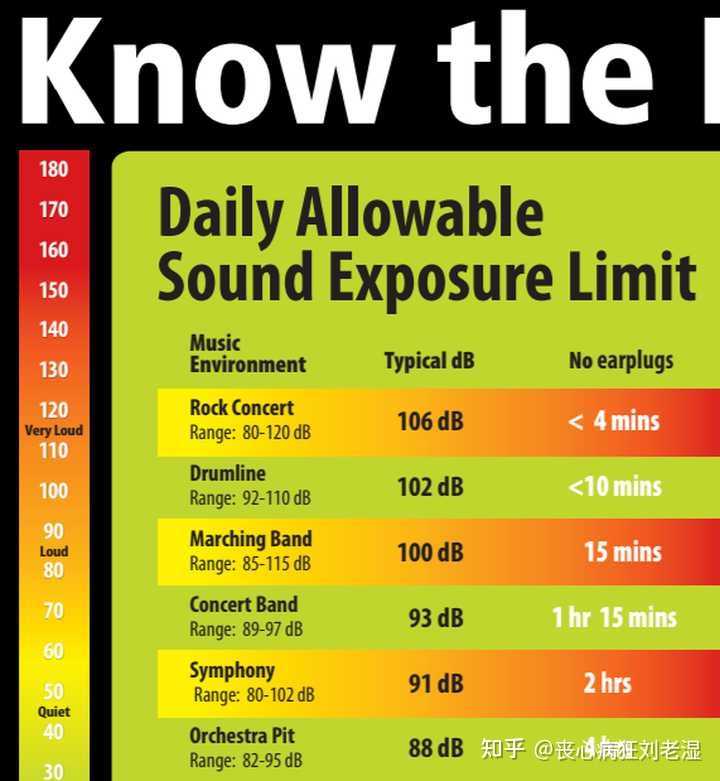 Know the
180
170
160
150
140
130
120
Very Loud
110
100
90
Loud
80
70
60
50
Quiet
40
30
Daily Allowable
Sound Exposure Limit
Music
Environment
Typical dB
No earplugs
Rock Concert
Range: 80-120 dB
106 dB
< 4 mins
Drumline
Range: 92-110 dB
102 dB
<10 mins
Marching Band
Range: 85-115 dB
100 dB
15 mins
Concert Band
Range: 89-97 dB
93 dB
1 hr 15 mins
Symphony
Range: 80-102 dB
91 dB
2 hrs
Orchestra Pit
Range: 82-95 dB
88 dB
知乎 @丧心病狂刘老湿